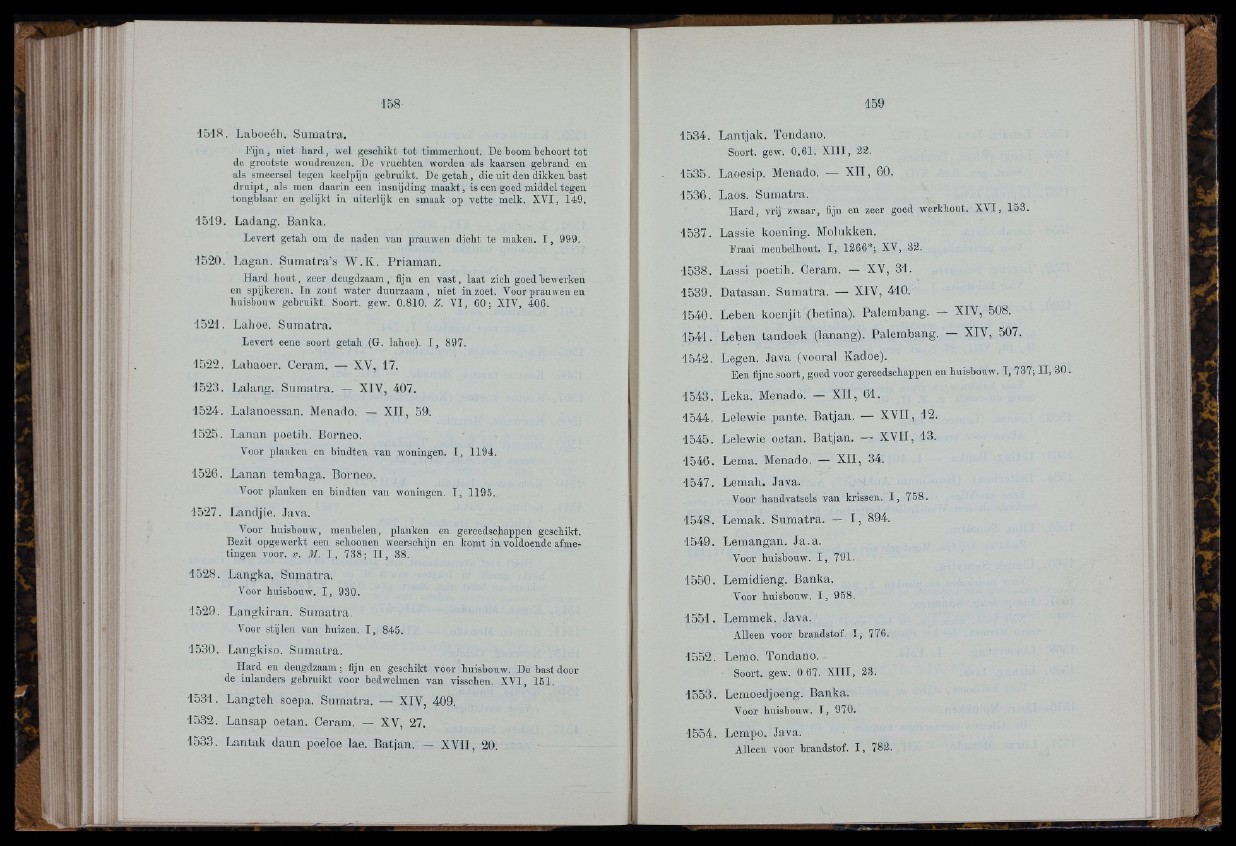 158
1518. Laboeéh. Sumatra.
Fijn, niet hard, wel geschikt tot timmerhout. De boom behoort tot
de grootste woudreuzen. De vruchten worden als kaarsen gebrand en
als smeersel tegen keelpijn gebruikt. De getah, die uit den dikken bast
druipt, als men daarin een insnijding maakt, is een goed middel tegen
tongblaar en gelijkt in uiterlijk en smaak op vette melk. XVI, 149.
1519. Ladang. Banka.
Levert getah om de naden van prauwen dicht te maken. I, 999.
1520. Lagan. Sumatra's W.K. Priaman.
Hard hout, zeer deugdzaam, fijn en vast, laat zich goed bewerken
en spijkeren. In zout water duurzaam, niet in zoet. Voor prauwen en
huisbouw gebruikt. Soort. gew. 0.810. Z. VI, 60; XIV, 406.
1521. Lahoe. Sumatra.
Levert eene soort getah (G. lahoe). I, 897.
1522. Lahaoer. Ceram. — XV, 17.
1523. Lalang. Sumatra. — XIV, 407.
1524. Lalanoessan. Menado. — XII, 59.
1525. Lanan poetih. Borneo.
Voor planken en bindten van woningen. I, 1194.
1526. Lanan tembaga. Borneo.
Voor planken en bindten van woningen. I, 1195.
1527. Landjie. Java.
Voor huisbouw, meubelen, planken en gereedschappen geschikt.
Bezit opgewerkt een schoonen weerschijn en komt in voldoende afme-
tingen voor. v. M. I, 738; II, 38.
1528. Langka. Sumatra.
Voor huisbouw. I, 930.
1529. Langkiran. Sumatra
Voor stijlen van huizen. I, 845.
1530. Langkiso. Sumatra.
Hard en deugdzaam; fijn en geschikt voor huisbouw. De bast door
de inlanders gebruikt voor bedwelmen van visschen. XVI, 151.
1531. Langteh soepa. Sumatra. — XIV, 409.
1532. Lansap oetan. Ceram. — XV, 27.
1533. Lantak daun poeloe lae. Batjan. — XVII, 20.
159
1534. Lantjak. Tondano.
Soort. gew. 0.61. XIII, 22.
1535. Laoesip. Menado. — XII, 60.
1536. Laos. Sumatra.
Hard, vrij zwaar, fijn en zeer goed werkhout. XVI, 153.
1537. Lassie koening. Molukken.
Fraai meubelhout. I, 1266*; XV, 32.
1538. Lassi poetih. Ceram. — XV, 31.
1539. Datasan. Sumatra. — XIV, 410.
1540. Leben koenjit (betina). Palembang. — XIV, 508.
1541. Leben tandoek (lanang). Palembang. — XIV, 507.
1542. Legen. Java (vooral Kadoe).
Een fijne soort, goed voor gereedschappen en huisbouw. I, 737; II, 30.
1543. Leka. Menado. — XII, 61.
1544. Lelewie pante. Batjan. — XVII, 12.
1545. Lelewie oetan. Batjan. — XVII, 13.
1546. Lema. Menado. — XII, 34.
1547. Lemah. Java.
Voor handvatsels van krissen. I, 758.
1548. Lemak. Sumatra. — I, 894.
1549. Lemangan. Ja.a.
Voor huisbouw. I, 791.
1550. Lemidieng. Banka.
Voor huisbouw. I, 958.
1551. Lemmek. Java.
Alleen voor brandstof. I, 776.
1552. Lemo. Tondano.
Soort. gew. 0 67. XIII, 23.
1553. Lemoedjoeng. Banka.
Voor huisbouw. I, 970.
1554. Lempo. Java.
Alleen voor brandstof. I, 782.